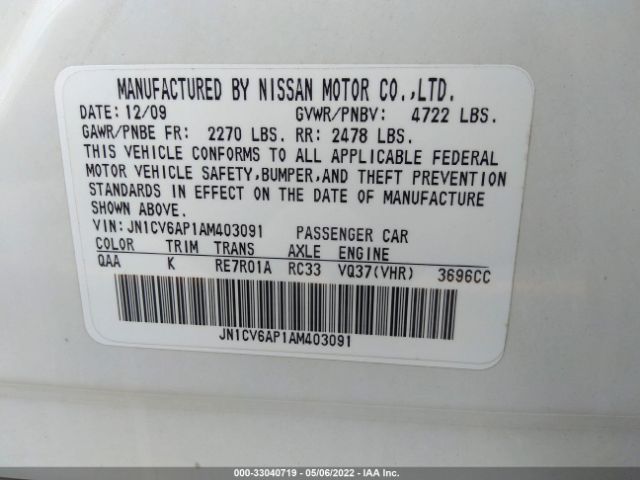 MANUFACTURED BY NISSAN MOTOR CO.,LTD.
DATE: 12/09 GVWR/PNBV: 4722 LBS.
GAWR/PNBE FR: 2270 LBS. RR: 2478 LBS.
THIS VEHICLE CONFORMS TO ALL APPLICABLE FEDERAL
MOTOR VEHICLE SAFETY,BUMPER,AND THEFT PREVENTION
STANDARDS IN EFFECT ON THE DATE OF MANUFACTURE
SHOWN ABOVE.
VIN: JN1CV6AP1AM403091 PASSENGER CAR
COLOR TRIM TRANS AXLE ENGINE
QAA K RE7R01A RC33 VQ37(VHR) 3696CC
JN1CV6AP1AM403091
000-33040719 - 05/06/2022 - IAAI.com